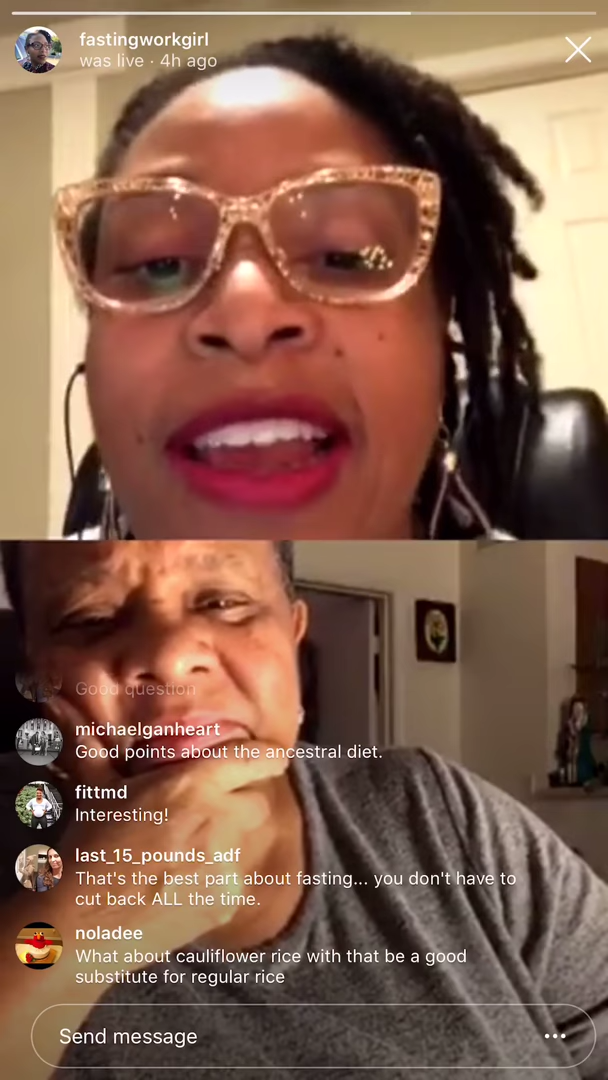 fastingworkgirl
was live · 4h ago
Good question
michaelganheart
Good points about the ancestral diet.
fittmd
Interesting!
last_15_pounds_adf
That's the best part about fasting... you don't have to
cut back ALL the time.
noladee
What about cauliflower rice with that be a good
substitute for regular rice
Send message